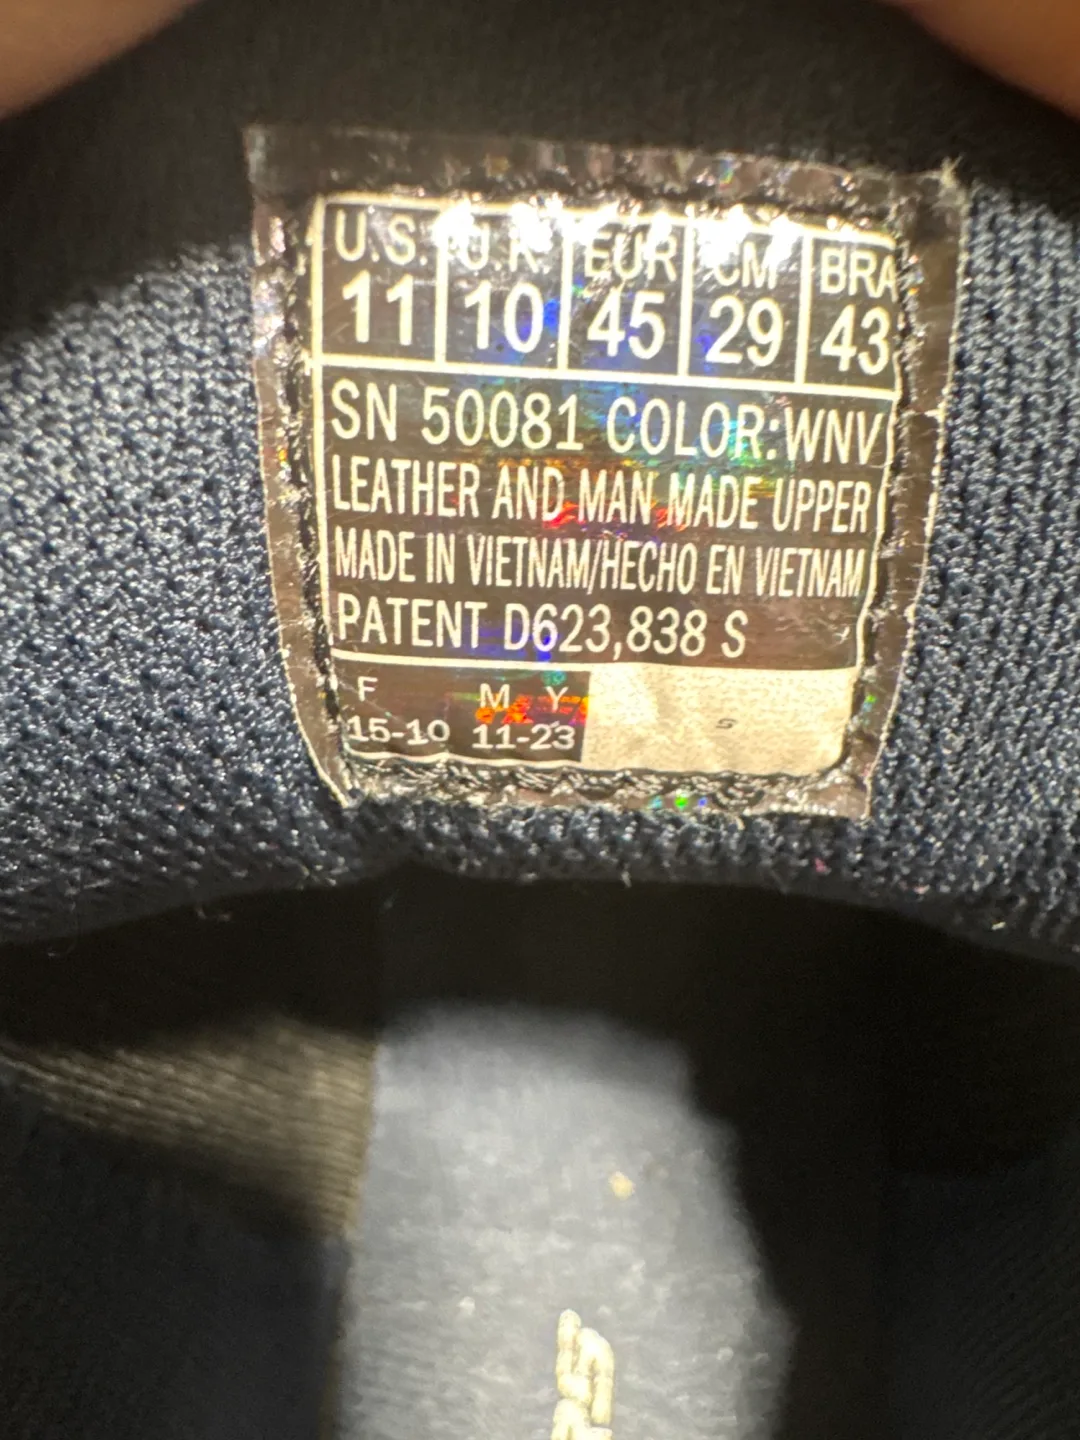 U.S. U.K. EUR CM BRA
11 10 45 29 43
SN 50081 COLOR:WNV
LEATHER AND MAN MADE UPPER
MADE IN VIETNAM/HECHO EN VIETNAM
PATENT D623,838 S
F M Y
15-10 11-23
S